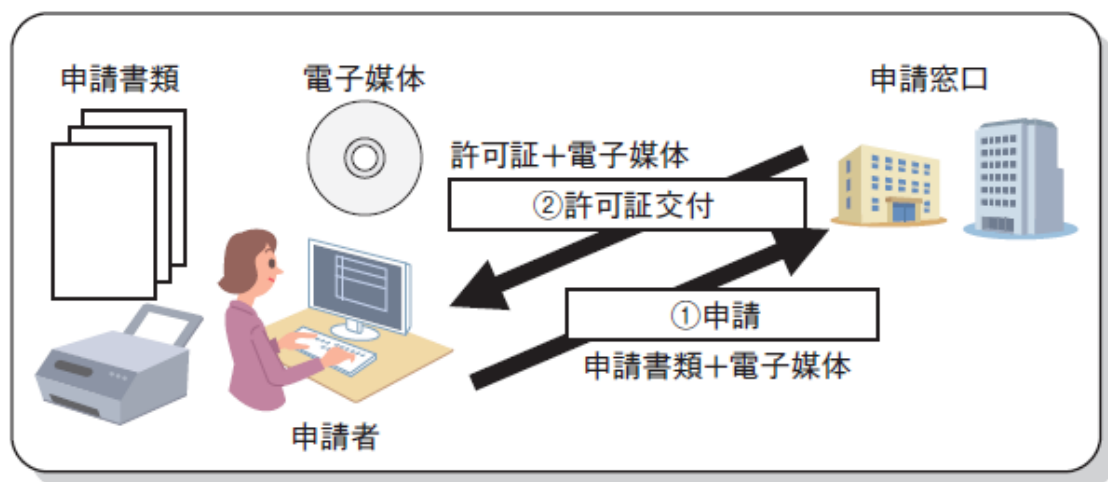 申請書類
電子媒体
申請窓口
許可証+電子媒体
②許可証交付
①申請
申請書類+電子媒体
申請者